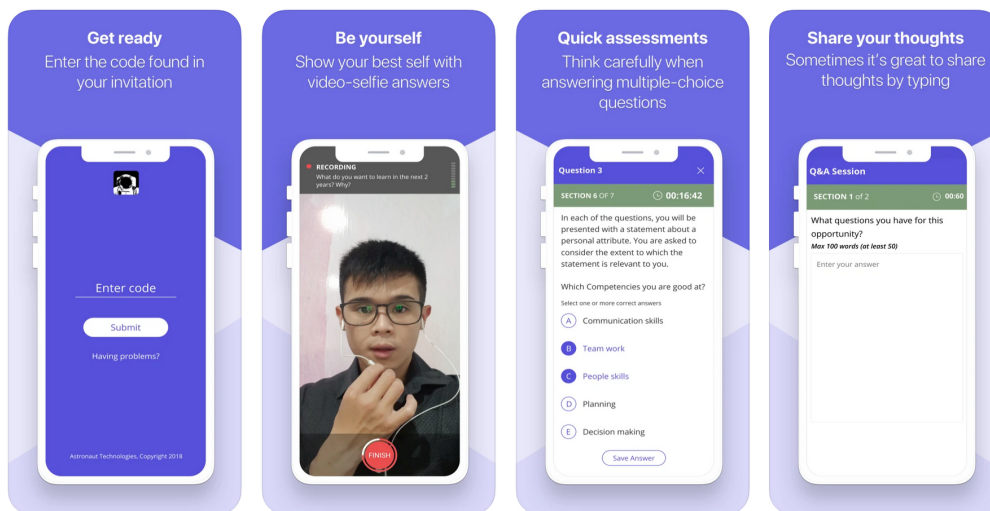 Get ready
Enter the code found in
your invitation
Enter code
Submit
Having problems?
Astronaut Technologies, Copyright 2018
Be yourself
Show your best self with
video-selfie answers
RECORDING
What do you want to learn in the next 2
years? Why?
FINISH
Quick assessments
Think carefully when
answering multiple-choice
questions
Question 3
SECTION 6 OF 7 00:16:42
In each of the questions, you will be
presented with a statement about a
personal attribute. You are asked to
consider the extent to which the
statement is relevant to you.
Which Competencies you are good at?
Select one or more correct answers
A Communication skills
B Team work
C People skills
D Planning
E Decision making
Save Answer
Share your thoughts
Sometimes it's great to share
thoughts by typing
Q&A Session
SECTION 1 of 2 00:60
What questions you have for this
opportunity?
Max 100 words (at least 50)
Enter your answer